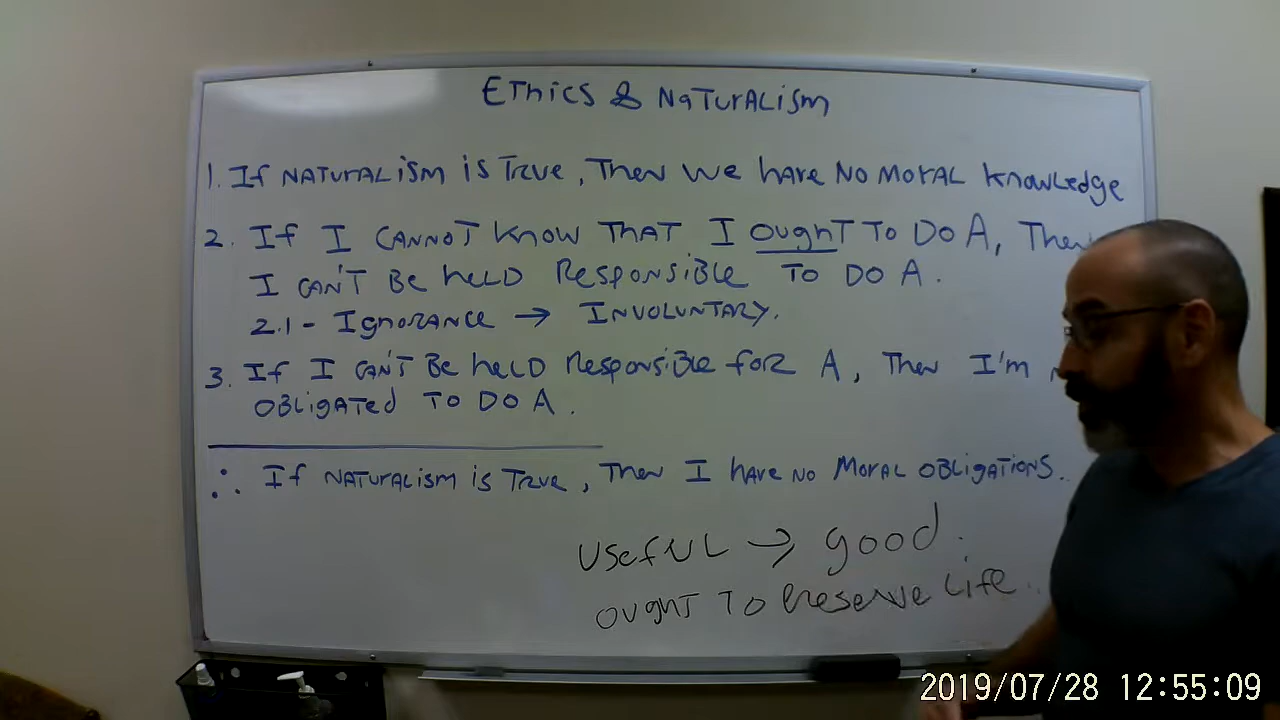 Ethics & Naturalism
1. If Naturalism is True, Then we have no moral knowledge
2. If I cannot know that I ought to do A, Then
I can't be held responsible to do A.
2.1 - Ignorance → Involuntary.
3. If I can't be held responsible for A, Then I'm
obligated to do A.
∴ If Naturalism is True, Then I have no moral obligations.
Useful → good.
ought to Preserve Life..
2019/07/28 12:55:09